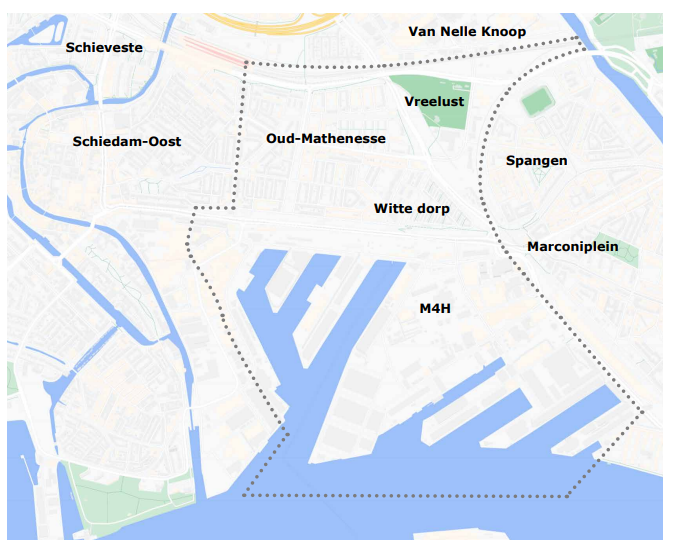 Van Nelle Knoop
Schieveste
Vreelust
Schiedam-Oost
Oud-Mathenesse
Spangen
Witte dorp
Marconiplein
M4H